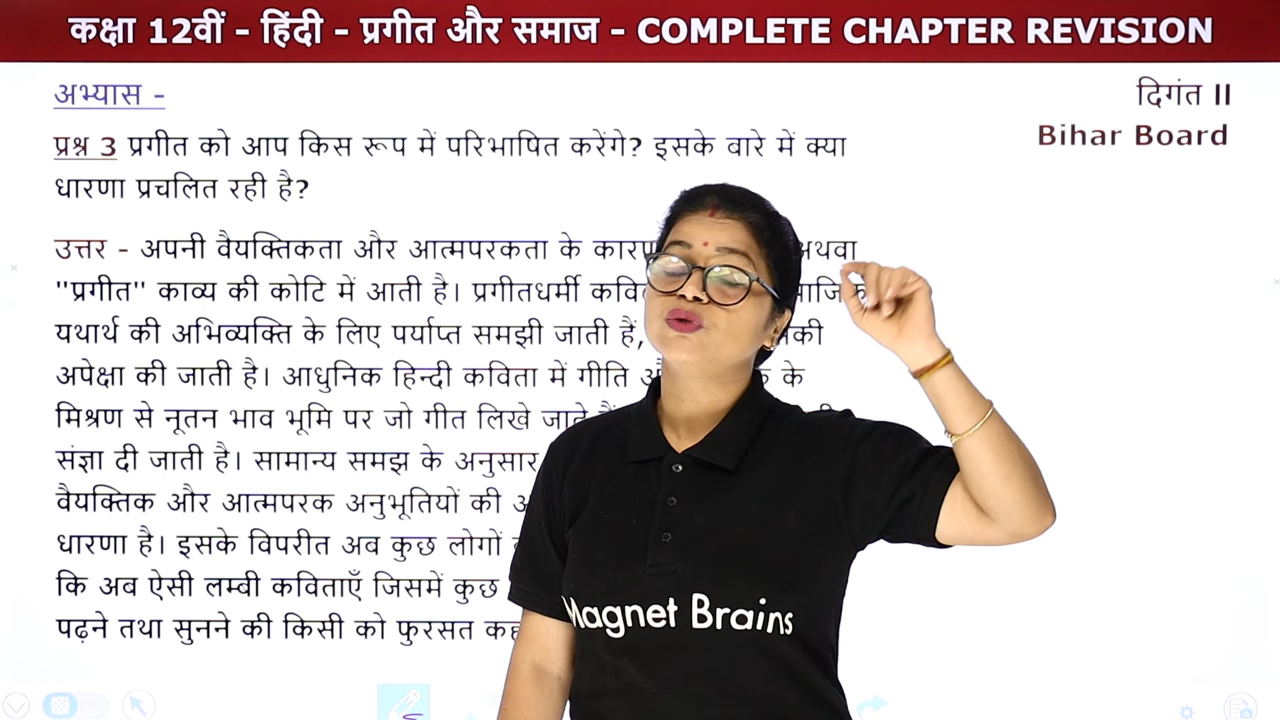 कक्षा 12वीं - हिंदी - प्रगीत और समाज - COMPLETE CHAPTER REVISION
अभ्यास -
दिगंत II
Bihar Board
प्रश्न 3 प्रगीत को आप किस रूप में परिभाषित करेंगे? इसके बारे में क्या
धारणा प्रचलित रही है?
उत्तर - अपनी वैयक्तिकता और आत्मपरकता के अथवा
"प्रगीत" काव्य की कोटि में आती है। प्रगीतधर्मी
यथार्थ की अभिव्यक्ति के लिए पर्याप्त समझी जाती हैं,
अपेक्षा की जाती है। आधुनिक हिन्दी कविता में गीति के
मिश्रण से नूतन भाव भूमि पर जो गीत लिखे जाते
संज्ञा दी जाती है। सामान्य समझ के अनुसार
वैयक्तिक और आत्मपरक अनुभूतियों की
धारणा है। इसके विपरीत अब कुछ लोगों
कि अब ऐसी लम्बी कविताएँ जिसमें कुछ
पढ़ने तथा सुनने की किसी को फुरसत
Magnet Brains